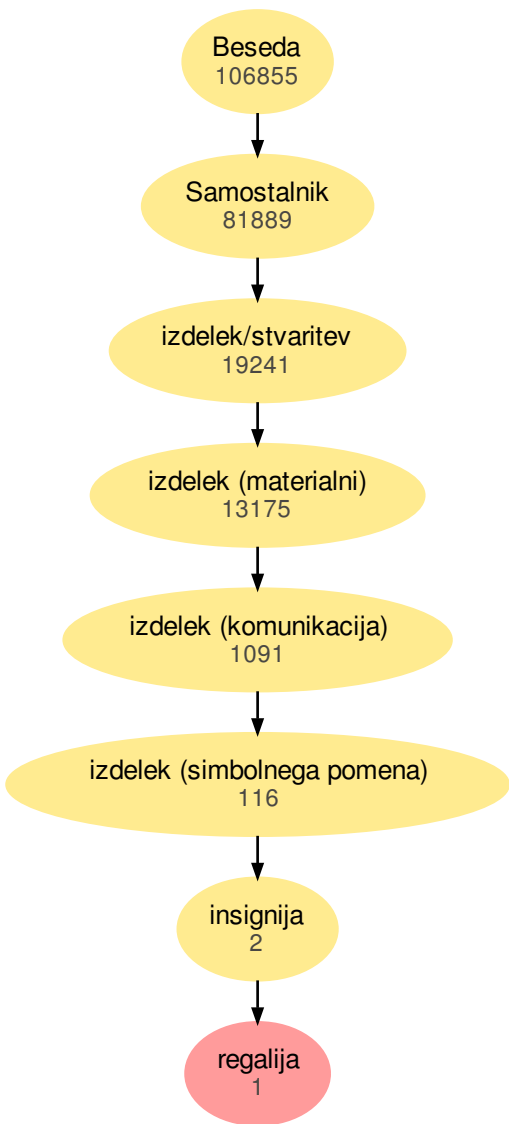 Beseda
106855
Samostalnik
81889
izdelek/stvaritev
19241
izdelek (materialni)
13175
izdelek (komunikacija)
1091
izdelek (simbolnega pomena)
116
insignija
2
regalija
1